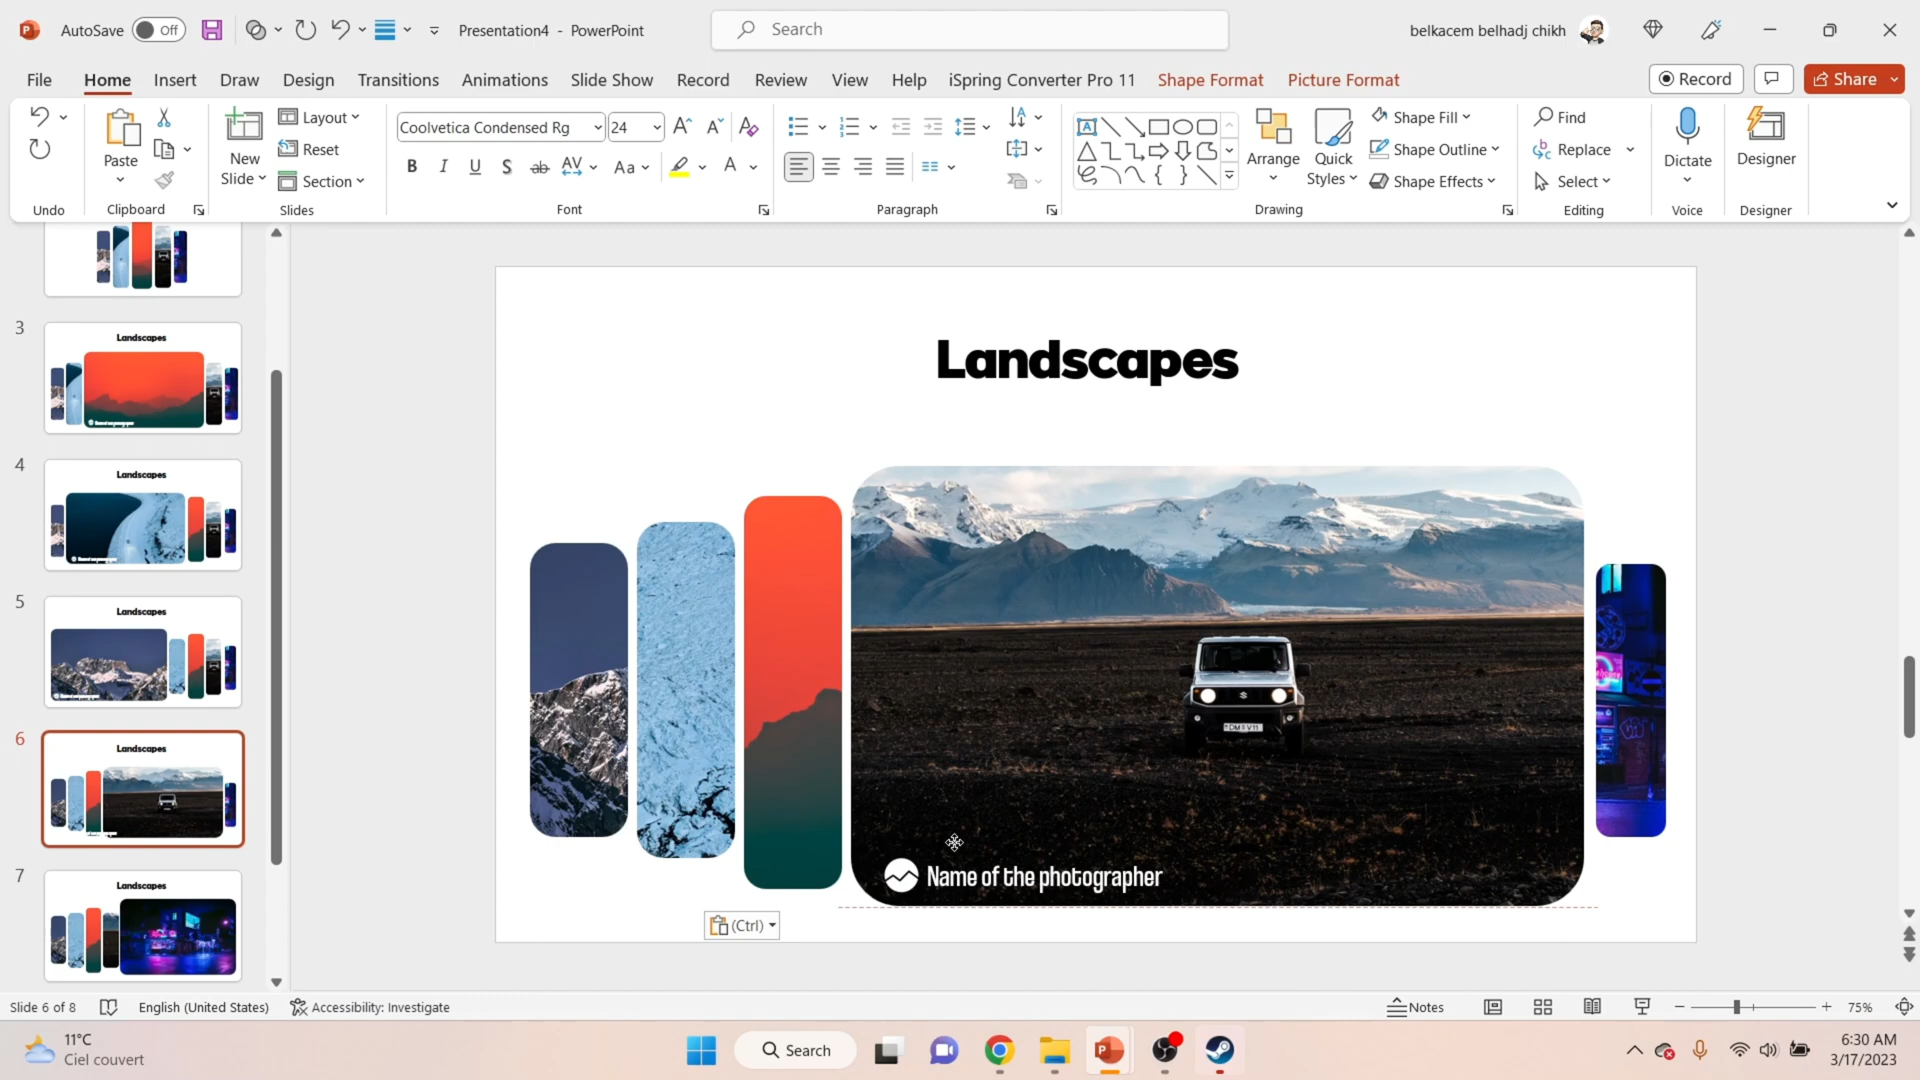 AutoSave Off Presentation4 - PowerPoint Search belkacem belhadj chikh
File Home Insert Draw Design Transitions Animations Slide Show Record Review View Help iSpring Converter Pro 11 Shape Format Picture Format Record Share
Paste
New
Slide
Layout
Reset
Section
Coolvetica Condensed Rg 24
Arrange
Quick
Styles
Shape Fill
Shape Outline
Shape Effects
Find
Replace
Select
Dictate
Designer
Undo Clipboard Slides Font Paragraph Drawing Editing Voice Designer
3
Landscapes
4
Landscapes
5
Landscapes
6
Landscapes
7
Landscapes
Landscapes
Name of the photographer
(Ctrl)
Slide 6 of 8 English (United States) Accessibility: Investigate Notes 75%
11°C
Ciel couvert
Search
6:30 AM
3/17/2023